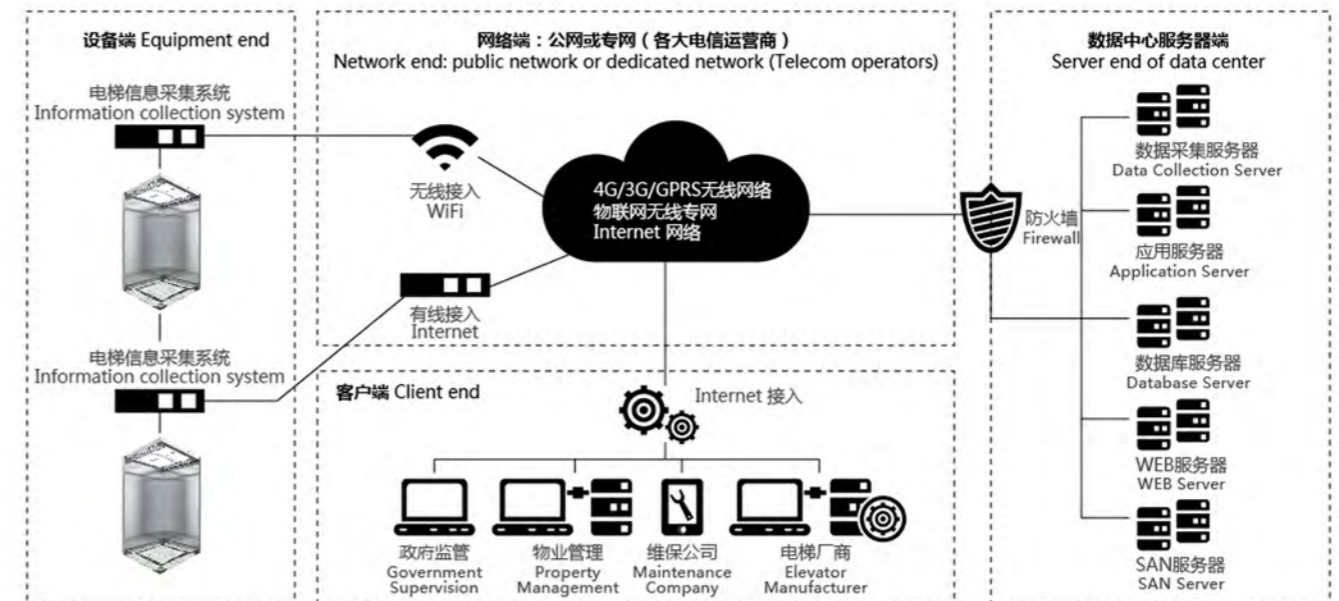 设备端 Equipment end
电梯信息采集系统
Information collection system
电梯信息采集系统
Information collection system
网络端：公网或专网（各大电信运营商）
Network end: public network or dedicated network (Telecom operators)
无线接入
WiFi
4G/3G/GPRS无线网络
物联网无线专网
Internet 网络
有线接入
Internet
客户端 Client end
Internet 接入
政府监管
Government
Supervision
物业管理
Property
Management
维保公司
Maintenance
Company
电梯厂商
Elevator
Manufacturer
数据中心服务器端
Server end of data center
防火墙
Firewall
数据采集服务器
Data Collection Server
应用服务器
Application Server
数据库服务器
Database Server
WEB服务器
WEB Server
SAN服务器
SAN Server